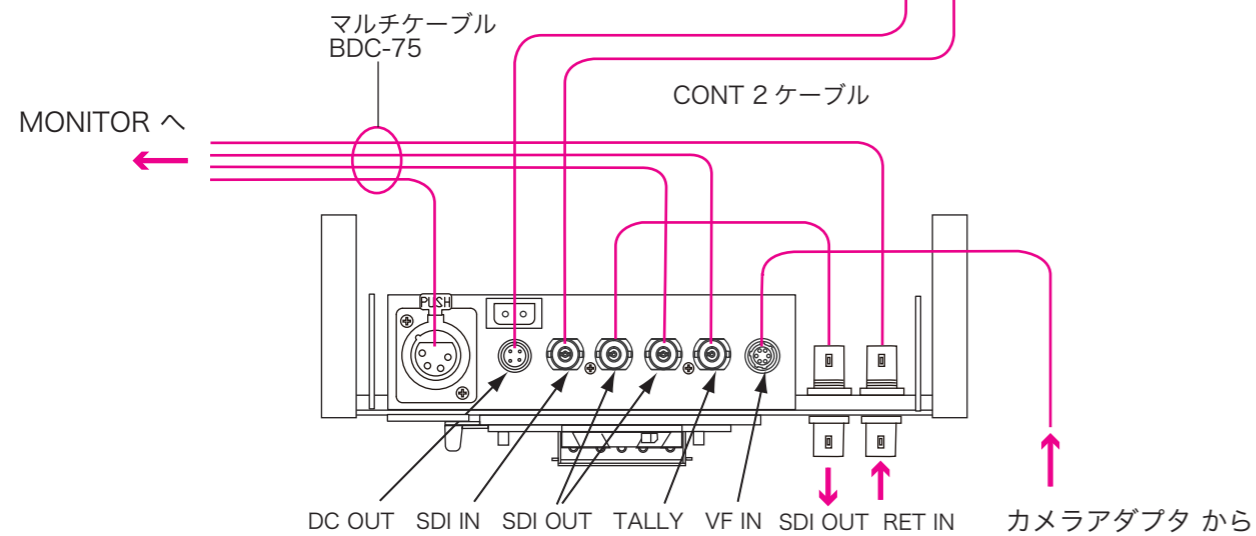 マルチケーブル
BDC-75
CONT 2 ケーブル
MONITOR へ
PUSH
DC OUT SDI IN SDI OUT TALLY VF IN SDI OUT RET IN カメラアダプタ から